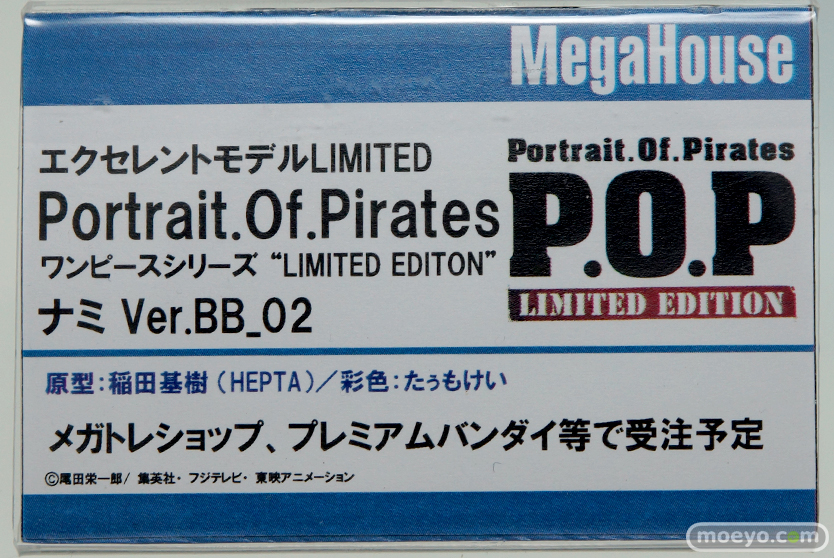 MegaHouse
エクセレントモデルLIMITED
Portrait.Of.Pirates
ワンピースシリーズ “LIMITED EDITON”
ナミ Ver.BB_02
Portrait.Of.Pirates
P.O.P
LIMITED EDITION
原型：稲田基樹（HEPTA）／彩色：たぅもけい
メガトレショップ、プレミアムバンダイ等で受注予定
©尾田栄一郎/ 集英社・ フジテレビ・ 東映アニメーション
moeyo.com